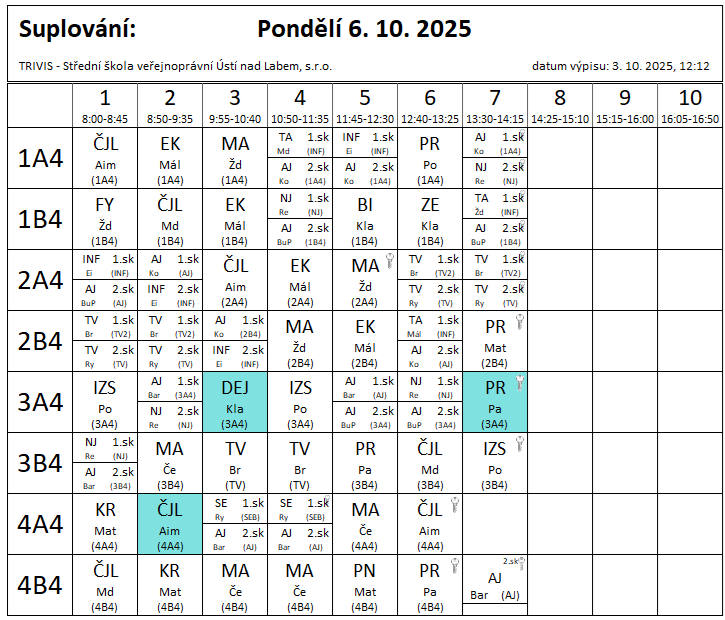 Suplování: Pondělí 6. 10. 2025
TRIVIS - Střední škola veřejnoprávní Ústí nad Labem, s.r.o. datum výpisu: 3. 10. 2025, 12:12
1 2 3 4 5 6 7 8 9 10
8:00-8:45 8:50-9:35 9:55-10:40 10:50-11:35 11:45-12:30 12:40-13:25 13:30-14:15 14:25-15:10 15:15-16:00 16:05-16:50
1A4
ČJL Aim (1A4)
EK Mál (1A4)
MA Žd (1A4)
TA 1.sk Md (INF)
AJ 2.sk Ko (1A4)
INF 1.sk Ei (INF)
AJ 2.sk Ko (1A4)
PR Po (1A4)
AJ 1.sk Ko (1A4)
NJ 2.sk Re (NJ)
1B4
FY Žd (1B4)
ČJL Md (1B4)
EK Mál (1B4)
NJ 1.sk Re (NJ)
AJ 2.sk BuP (1B4)
BI Kla (1B4)
ZE Kla (1B4)
TA 1.sk Žd (INF)
AJ 2.sk BuP (1B4)
2A4
INF 1.sk Ei (INF)
AJ 2.sk BuP (AJ)
AJ 1.sk Ko (AJ)
INF 2.sk Ei (INF)
ČJL Aim (2A4)
EK Mál (2A4)
MA Žd (2A4)
TV 1.sk Br (TV2)
TV 2.sk Ry (TV)
TV 1.sk Br (TV2)
TV 2.sk Ry (TV)
2B4
TV 1.sk Br (TV2)
TV 2.sk Ry (TV)
TV 1.sk Br (TV2)
TV 2.sk Ry (TV)
AJ 1.sk Ko (2B4)
INF 2.sk Ei (INF)
MA Žd (2B4)
EK Mál (2B4)
TA 1.sk Mál (INF)
AJ 2.sk Ko (AJ)
PR Mat (2B4)
3A4
IZS Po (3A4)
AJ 1.sk Bar (3A4)
NJ 2.sk Re (NJ)
DEJ Kla (3A4)
IZS Po (3A4)
AJ 1.sk Bar (AJ)
AJ 2.sk BuP (3A4)
NJ 1.sk Re (NJ)
AJ 2.sk BuP (3A4)
PR Pa (3A4)
3B4
NJ 1.sk Re (NJ)
AJ 2.sk Bar (3B4)
MA Če (3B4)
TV Br (TV)
TV Br (TV)
PR Pa (3B4)
ČJL Md (3B4)
IZS Po (3B4)
4A4
KR Mat (4A4)
ČJL Aim (4A4)
SE 1.sk Ry (SEB)
AJ 2.sk Bar (AJ)
SE 1.sk Ry (SEB)
AJ 2.sk Bar (AJ)
MA Če (4A4)
ČJL Aim (4A4)
4B4
ČJL Md (4B4)
KR Mat (4B4)
MA Če (4B4)
MA Če (4B4)
PN Mat (4B4)
PR Pa (4B4)
2.sk AJ Bar (AJ)